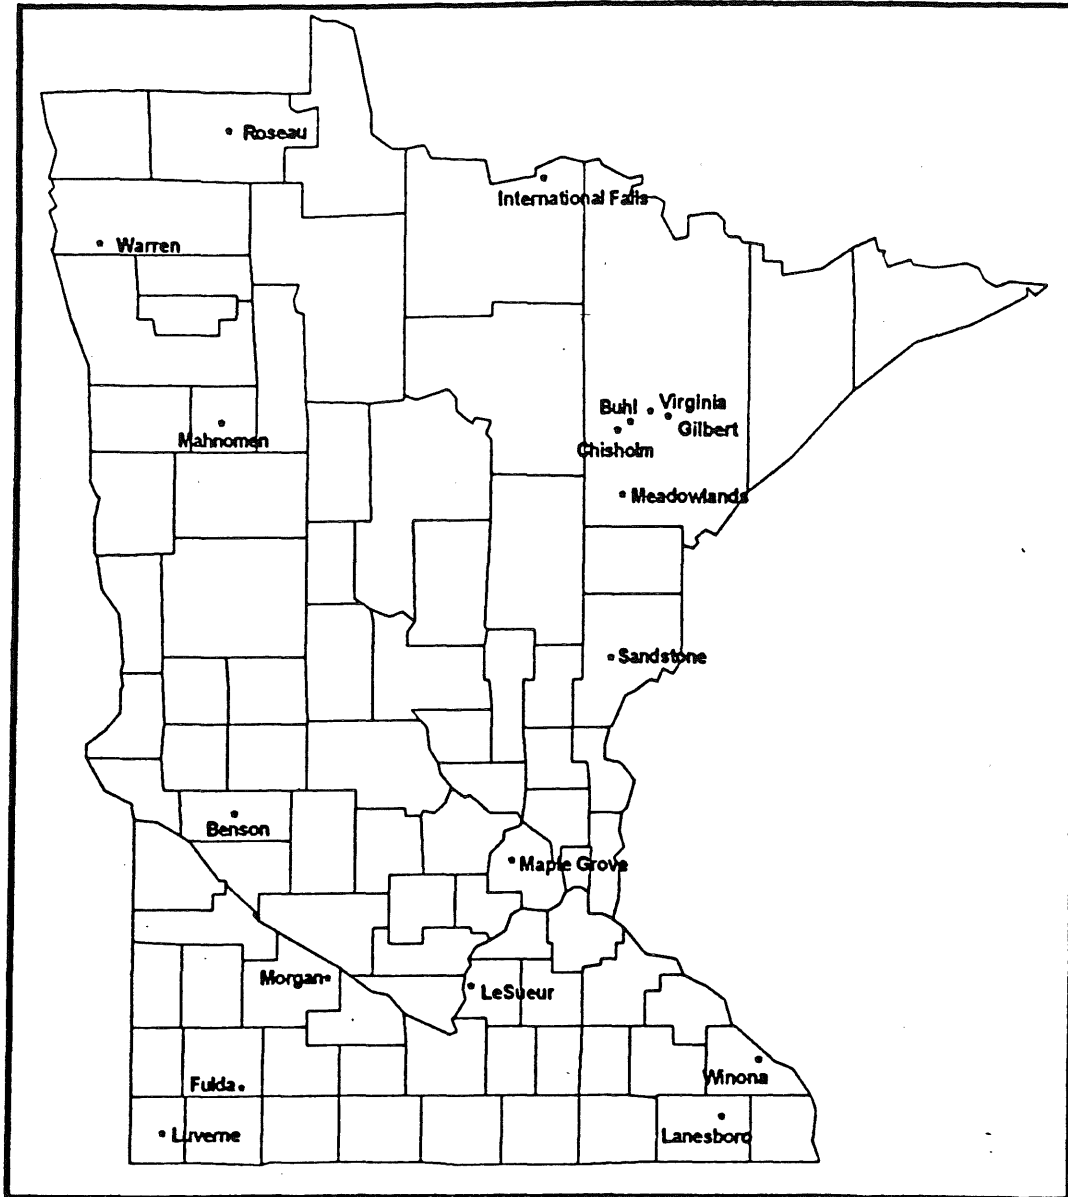 Roseau
International Falls
Warren
Virginia
Buhl
Gilbert
Mahnomen
Chisholm
Meadowlands
Sandstone
Benson
Maple Grove
Morgan
LeSueur
Winona
Fulda
Luverne
Lanesboro